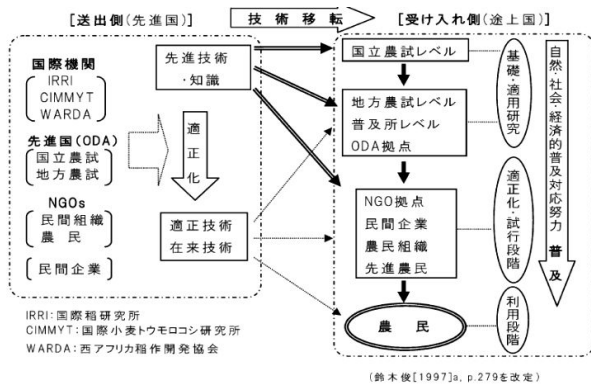 [送出側(先進国)]
技術移転
[受け入れ側(途上国)]
国際機関
IRRI
CIMMYT
WARDA
先進国(ODA)
国立農試
地方農試
NGOs
民間組織
農民
民間企業
先進技術
・知識
適正化
適正技術
在来技術
国立農試レベル
地方農試レベル
普及所レベル
ODA拠点
NGO拠点
民間企業
農民組織
先進農民
農民
基礎・適用研究
適正化・試行段階
利用段階
自然・社会・経済的普及対応努力 普及
IRRI:国際稲研究所
CIMMYT:国際小麦トウモロコシ研究所
WARDA:西アフリカ稲作開発協会
(鈴木俊[1997]a, p.279を改定)